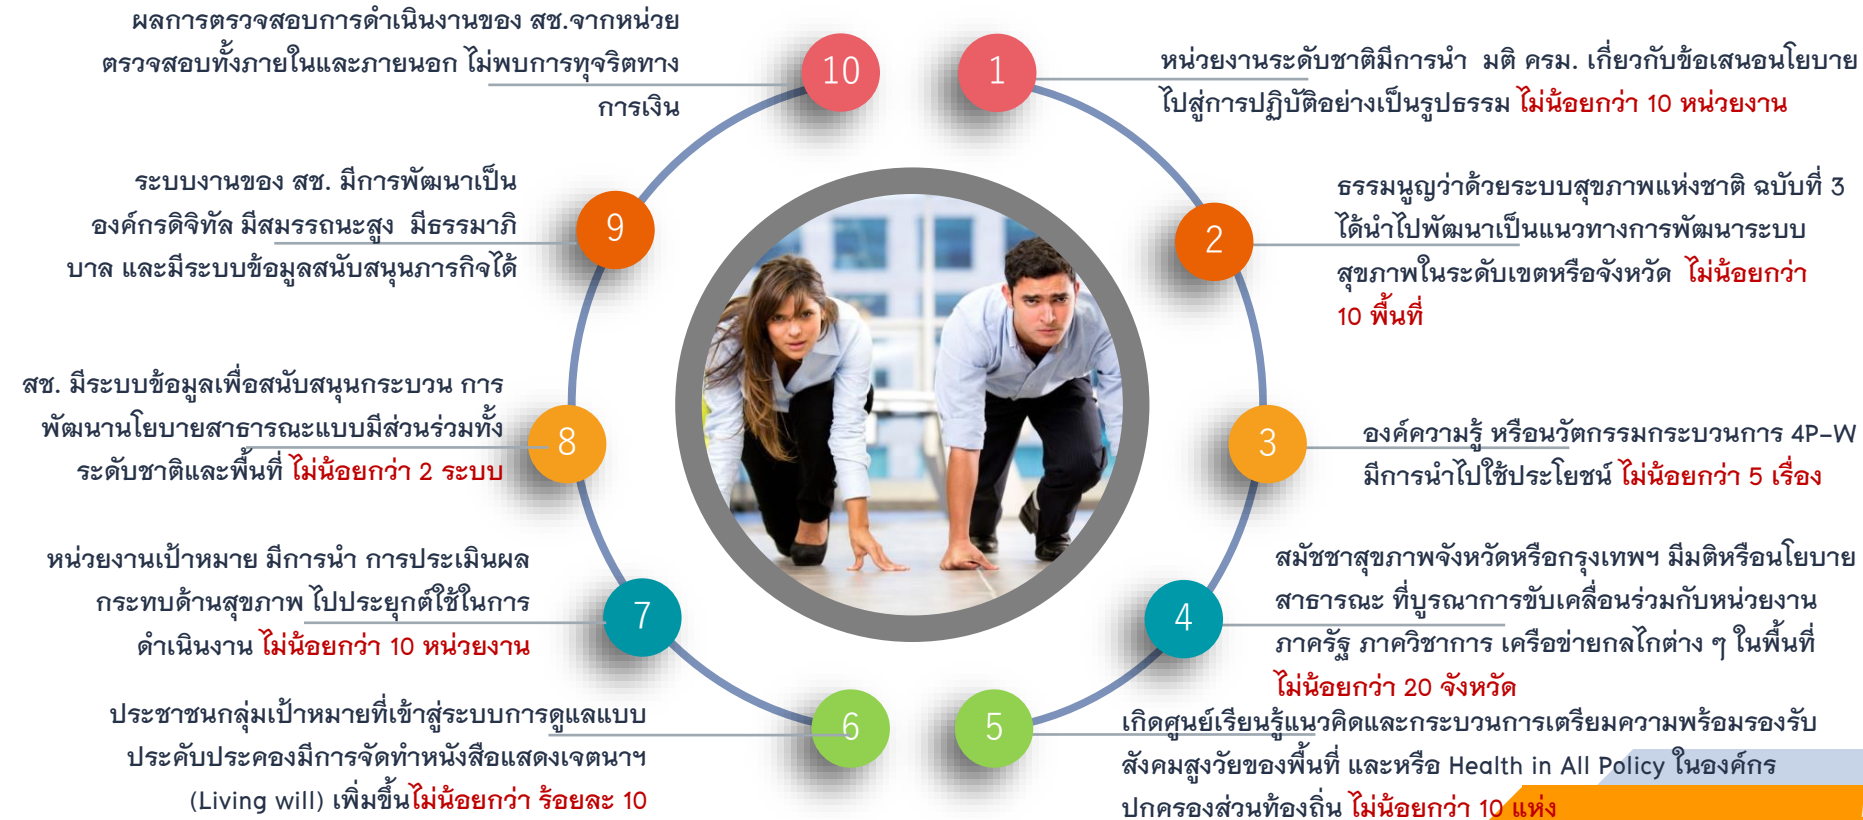 1
หน่วยงานระดับชาติมีการนำ มติ ครม. เกี่ยวกับข้อเสนอนโยบาย
ไปสู่การปฏิบัติอย่างเป็นรูปธรรม ไม่น้อยกว่า 10 หน่วยงาน
2
ธรรมนูญว่าด้วยระบบสุขภาพแห่งชาติ ฉบับที่ 3
ได้นำไปพัฒนาเป็นแนวทางการพัฒนาระบบ
สุขภาพในระดับเขตหรือจังหวัด ไม่น้อยกว่า
10 พื้นที่
3
องค์ความรู้ หรือนวัตกรรมกระบวนการ 4P-W
มีการนำไปใช้ประโยชน์ ไม่น้อยกว่า 5 เรื่อง
4
สมัชชาสุขภาพจังหวัดหรือกรุงเทพฯ มีมติหรือนโยบาย
สาธารณะ ที่บูรณาการขับเคลื่อนร่วมกับหน่วยงาน
ภาครัฐ ภาควิชาการ เครือข่ายกลไกต่าง ๆ ในพื้นที่
ไม่น้อยกว่า 20 จังหวัด
5
เกิดศูนย์เรียนรู้แนวคิดและกระบวนการเตรียมความพร้อมรองรับ
สังคมสูงวัยของพื้นที่ และหรือ Health in All Policy ในองค์กร
ปกครองส่วนท้องถิ่น ไม่น้อยกว่า 10 แห่ง
6
ประชาชนกลุ่มเป้าหมายที่เข้าสู่ระบบการดูแลแบบ
ประคับประคองมีการจัดทำหนังสือแสดงเจตนาฯ
(Living will) เพิ่มขึ้นไม่น้อยกว่า ร้อยละ 10
7
หน่วยงานเป้าหมาย มีการนำ การประเมินผล
กระทบด้านสุขภาพ ไปประยุกต์ใช้ในการ
ดำเนินงาน ไม่น้อยกว่า 10 หน่วยงาน
8
สช. มีระบบข้อมูลเพื่อสนับสนุนกระบวน การ
พัฒนานโยบายสาธารณะแบบมีส่วนร่วมทั้ง
ระดับชาติและพื้นที่ ไม่น้อยกว่า 2 ระบบ
9
ระบบงานของ สช. มีการพัฒนาเป็น
องค์กรดิจิทัล มีสมรรถนะสูง มีธรรมาภิ
บาล และมีระบบข้อมูลสนับสนุนภารกิจได้
10
ผลการตรวจสอบการดำเนินงานของ สช.จากหน่วย
ตรวจสอบทั้งภายในและภายนอก ไม่พบการทุจริตทาง
การเงิน